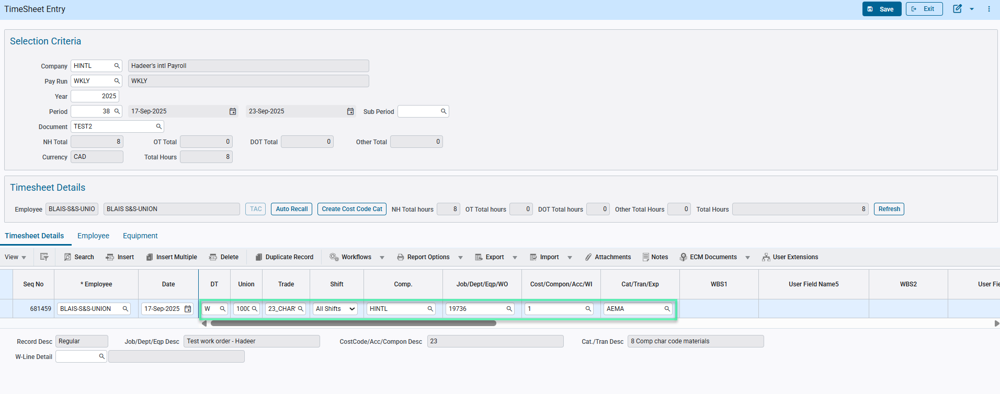 TimeSheet Entry Save Exit
Selection Criteria
Company HINTL Hadeer's intl Payroll
Pay Run WKLY WKLY
Year 2025
Period 38 17-Sep-2025 23-Sep-2025 Sub Period
Document TEST2
NH Total 8 OT Total 0 DOT Total 0 Other Total 0
Currency CAD Total Hours 8
Timesheet Details
Employee BLAIS-S&S-UNIO BLAIS S&S-UNION TAC Auto Recall Create Cost Code Cat NH Total hours 8 OT Total hours 0 DOT Total hours 0 Other Total Hours 0 Total Hours 8 Refresh
Timesheet Details Employee Equipment
View Search Insert Insert Multiple Delete Duplicate Record Workflows Report Options Export Import Attachments Notes ECM Documents User Extensions
Seq No * Employee Date DT Union Trade Shift Comp. Job/Dept/Eqp/WO Cost/Compon/Acc/WI Cat/Tran/Exp WBS1 User Field Name5 WBS2 User Fie
681459 BLAIS-S&S-UNION 17-Sep-2025 W 100 23_CHAR All Shifts HINTL 19736 1 AEMA
Record Desc Regular Job/Dept/Eqp Desc Test work order - Hadeer CostCode/Acc/Compon Desc 23 Cat./Tran Desc 8 Comp char code materials
W-Line Detail